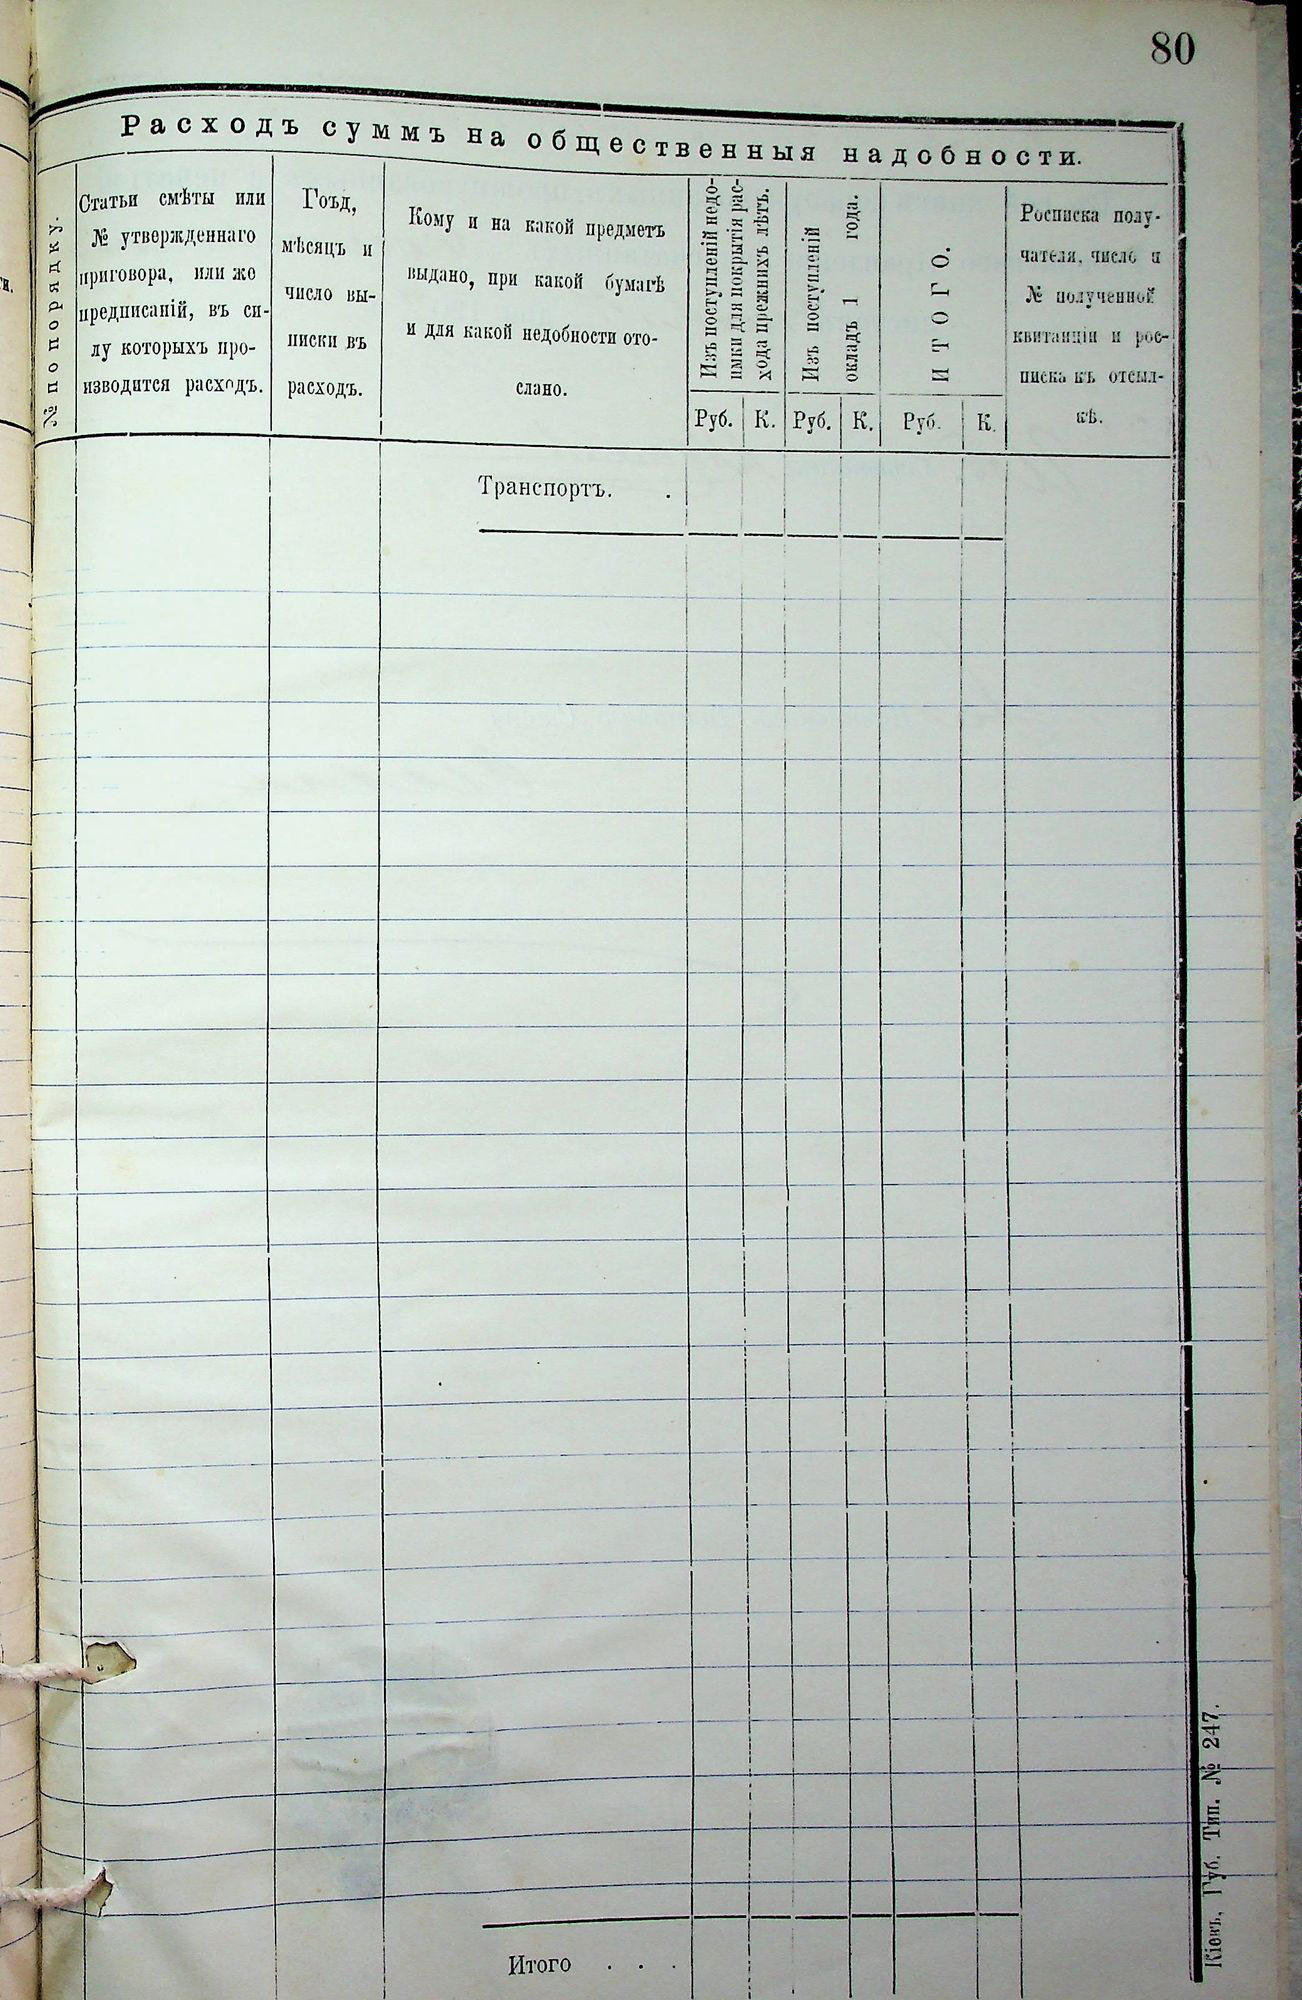 80
Расходъ суммъ на общественныя надобности.
№ по порядку.
Статьи смѣты или
№ утвержденнаго
приговора, или же
предписаній, въ си-
лу которыхъ про-
изводится расходъ.
Гоъд,
мѣсяцъ и
число вы-
писки въ
расходъ.
Кому и на какой предметъ
выдано, при какой бумагѣ
и для какой недобности ото-
слано.
Изъ поступленій недо-
имки для покрытія рас-
хода прежнихъ лѣтъ.
Руб. К.
Изъ поступленій
окладъ 1 года.
Руб. К.
ИТОГО.
Руб. К.
Росписка полу-
чателя, число и
№ полученной
квитанціи и рос-
писка къ отсыл-
кѣ.
Транспортъ. .
Итого . . .
Кіевъ, Губ. Тип. № 247.